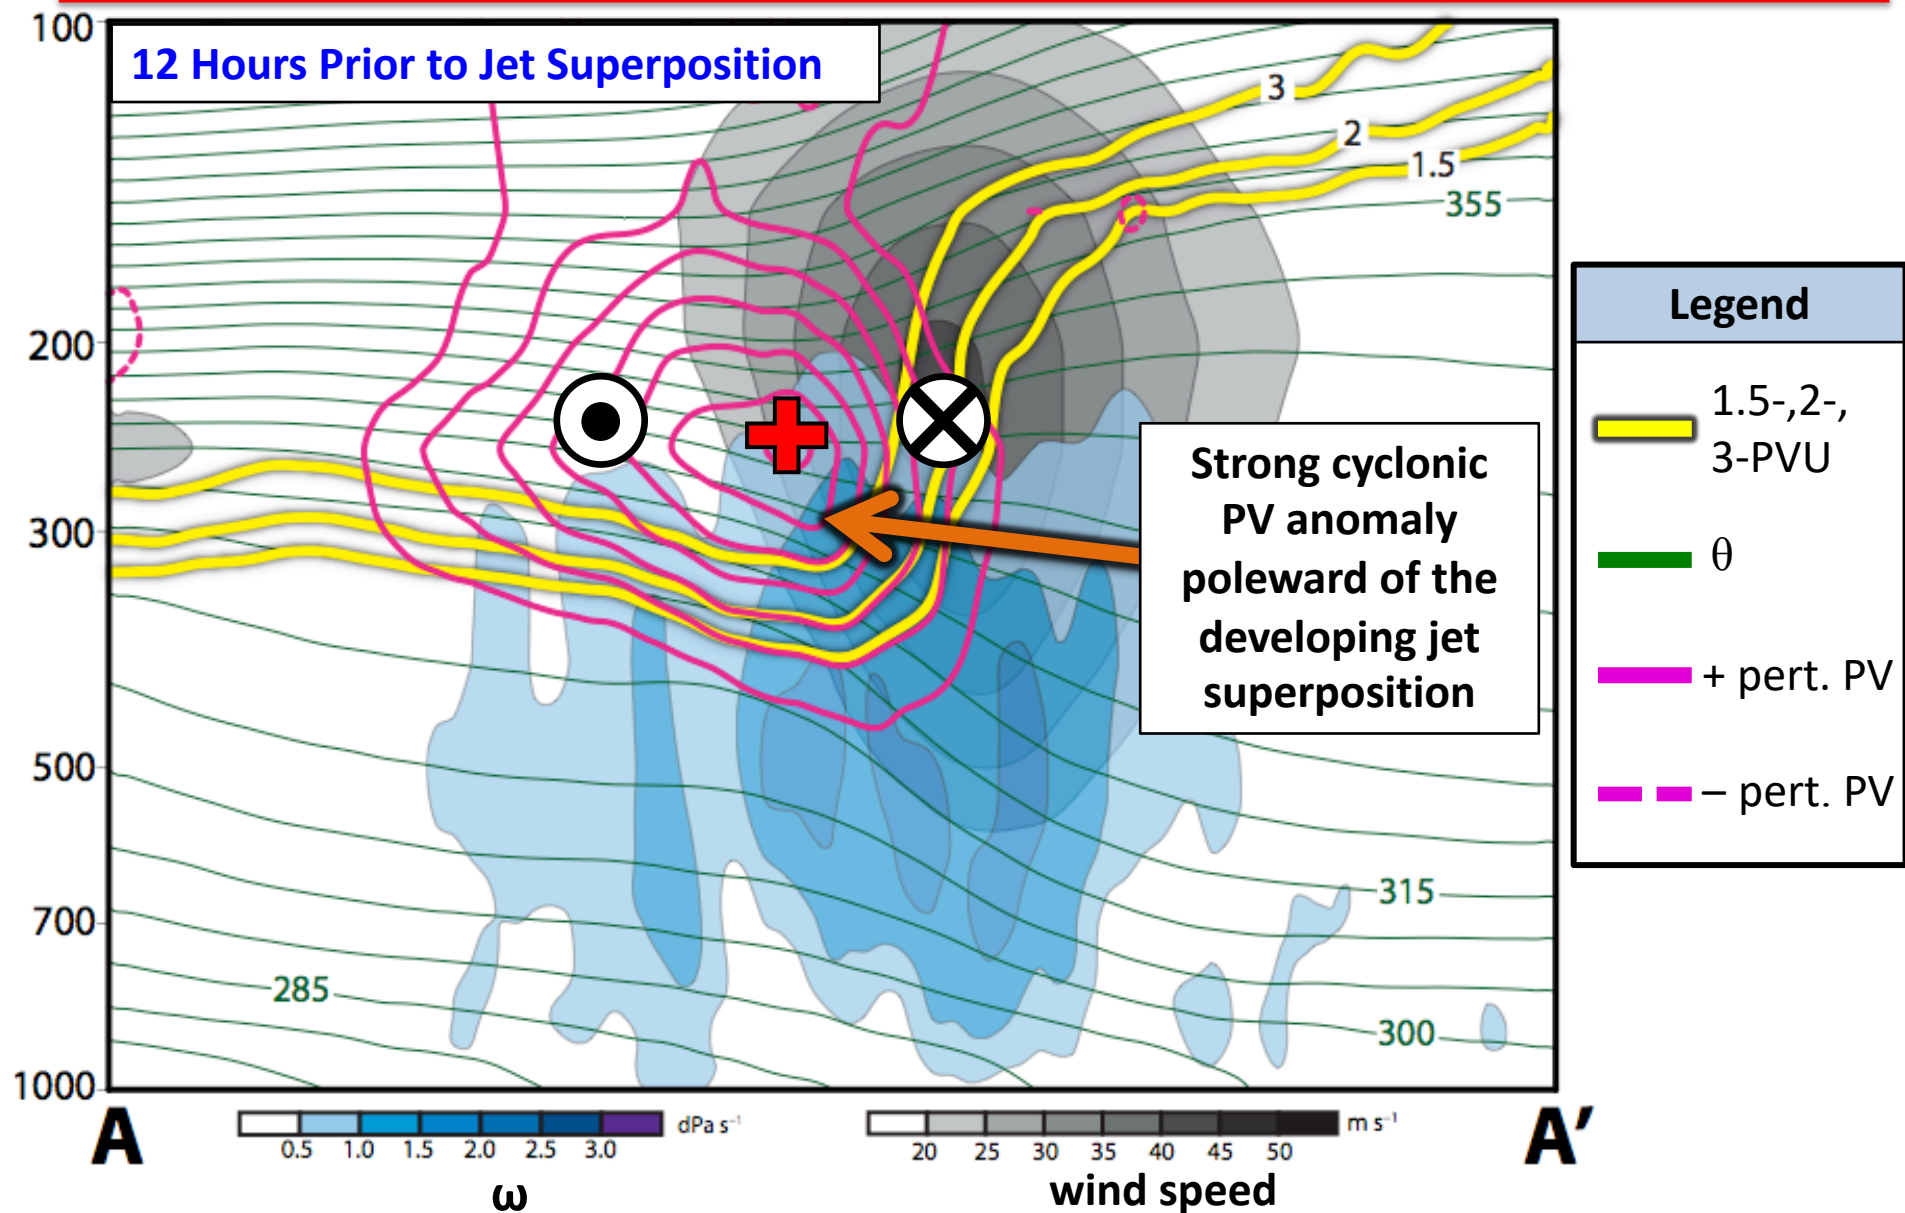 12 Hours Prior to Jet Superposition
100
200
300
500
700
1000
3
2
1.5
355
315
300
285
Strong cyclonic
PV anomaly
poleward of the
developing jet
superposition
Legend
1.5-,2-,
3-PVU
θ
+ pert. PV
– pert. PV
A
A′
0.5 1.0 1.5 2.0 2.5 3.0
dPa s⁻¹
ω
20 25 30 35 40 45 50
m s⁻¹
wind speed